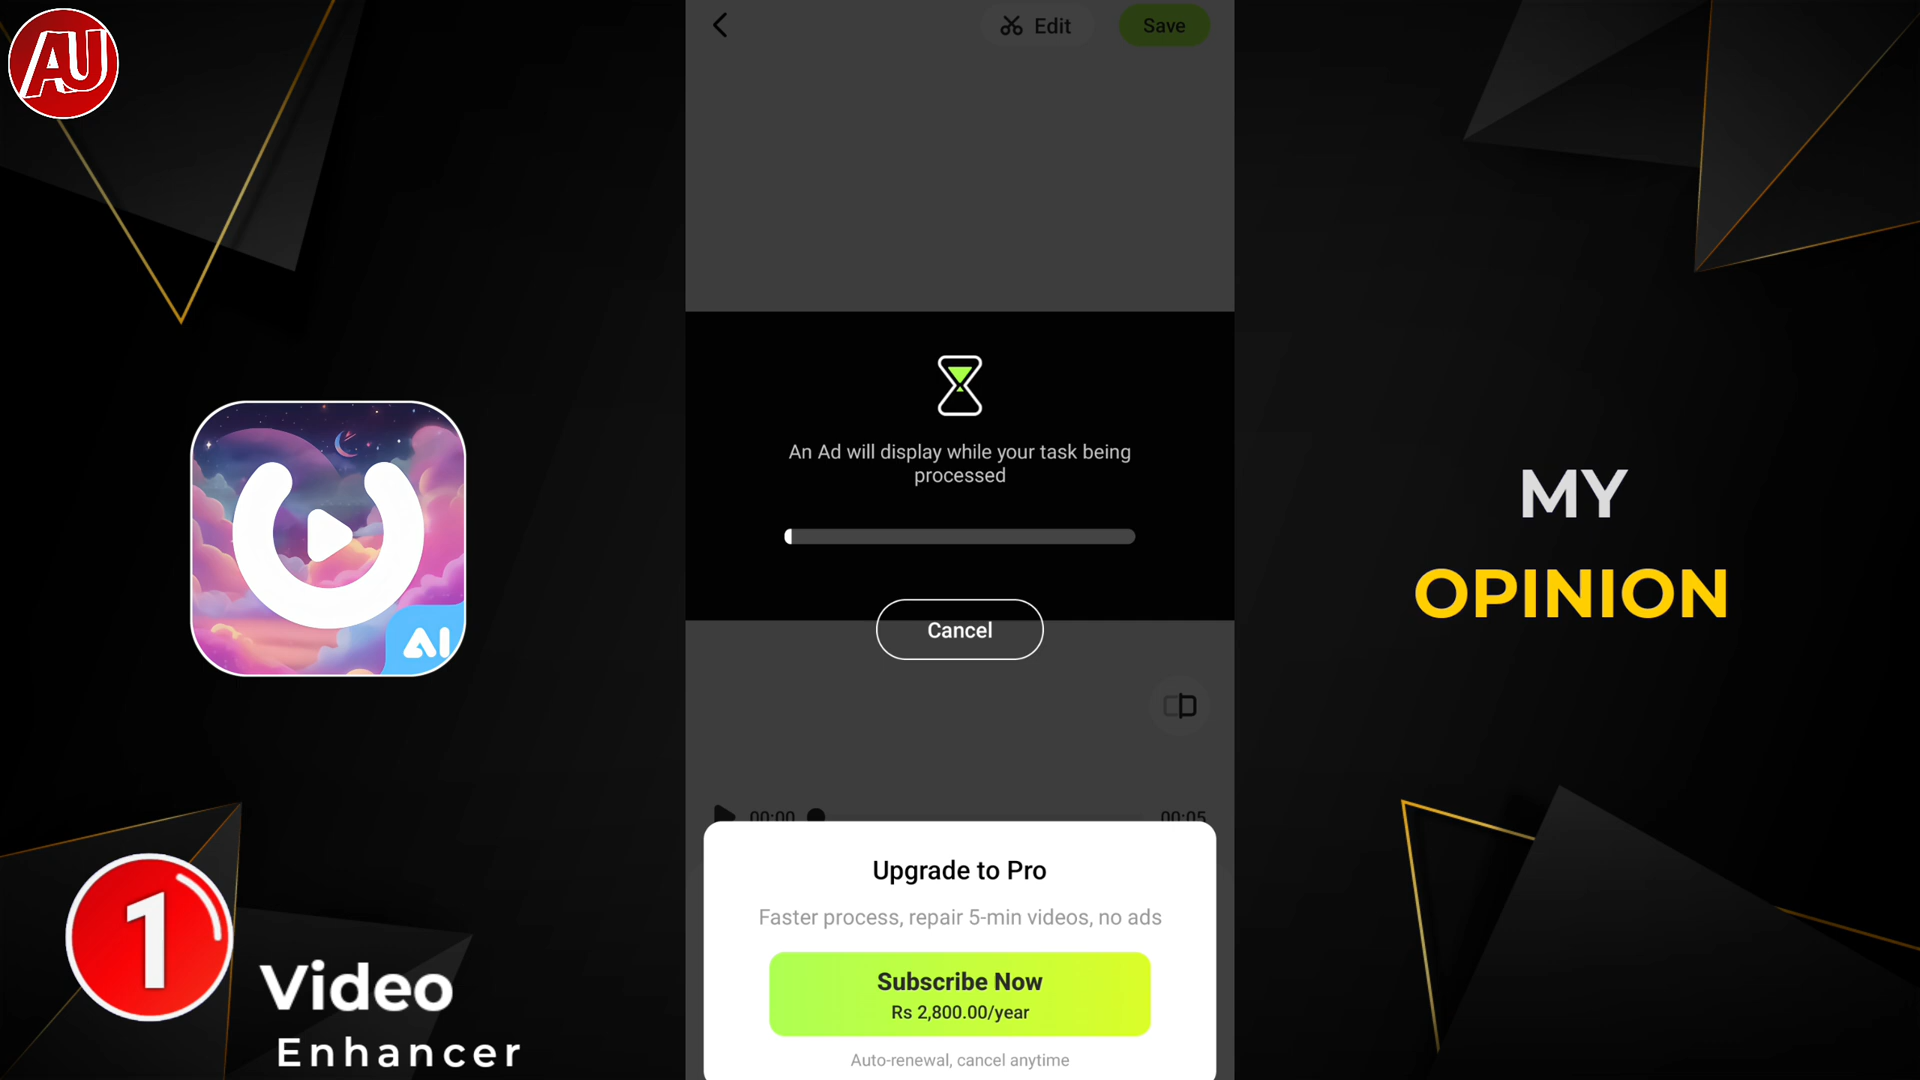 AU
Edit
Save
An Ad will display while your task being
processed
Cancel
MY
OPINION
AI
00:00
00:05
Upgrade to Pro
Faster process, repair 5-min videos, no ads
Subscribe Now
Rs 2,800.00/year
Auto-renewal, cancel anytime
1
Video
Enhancer